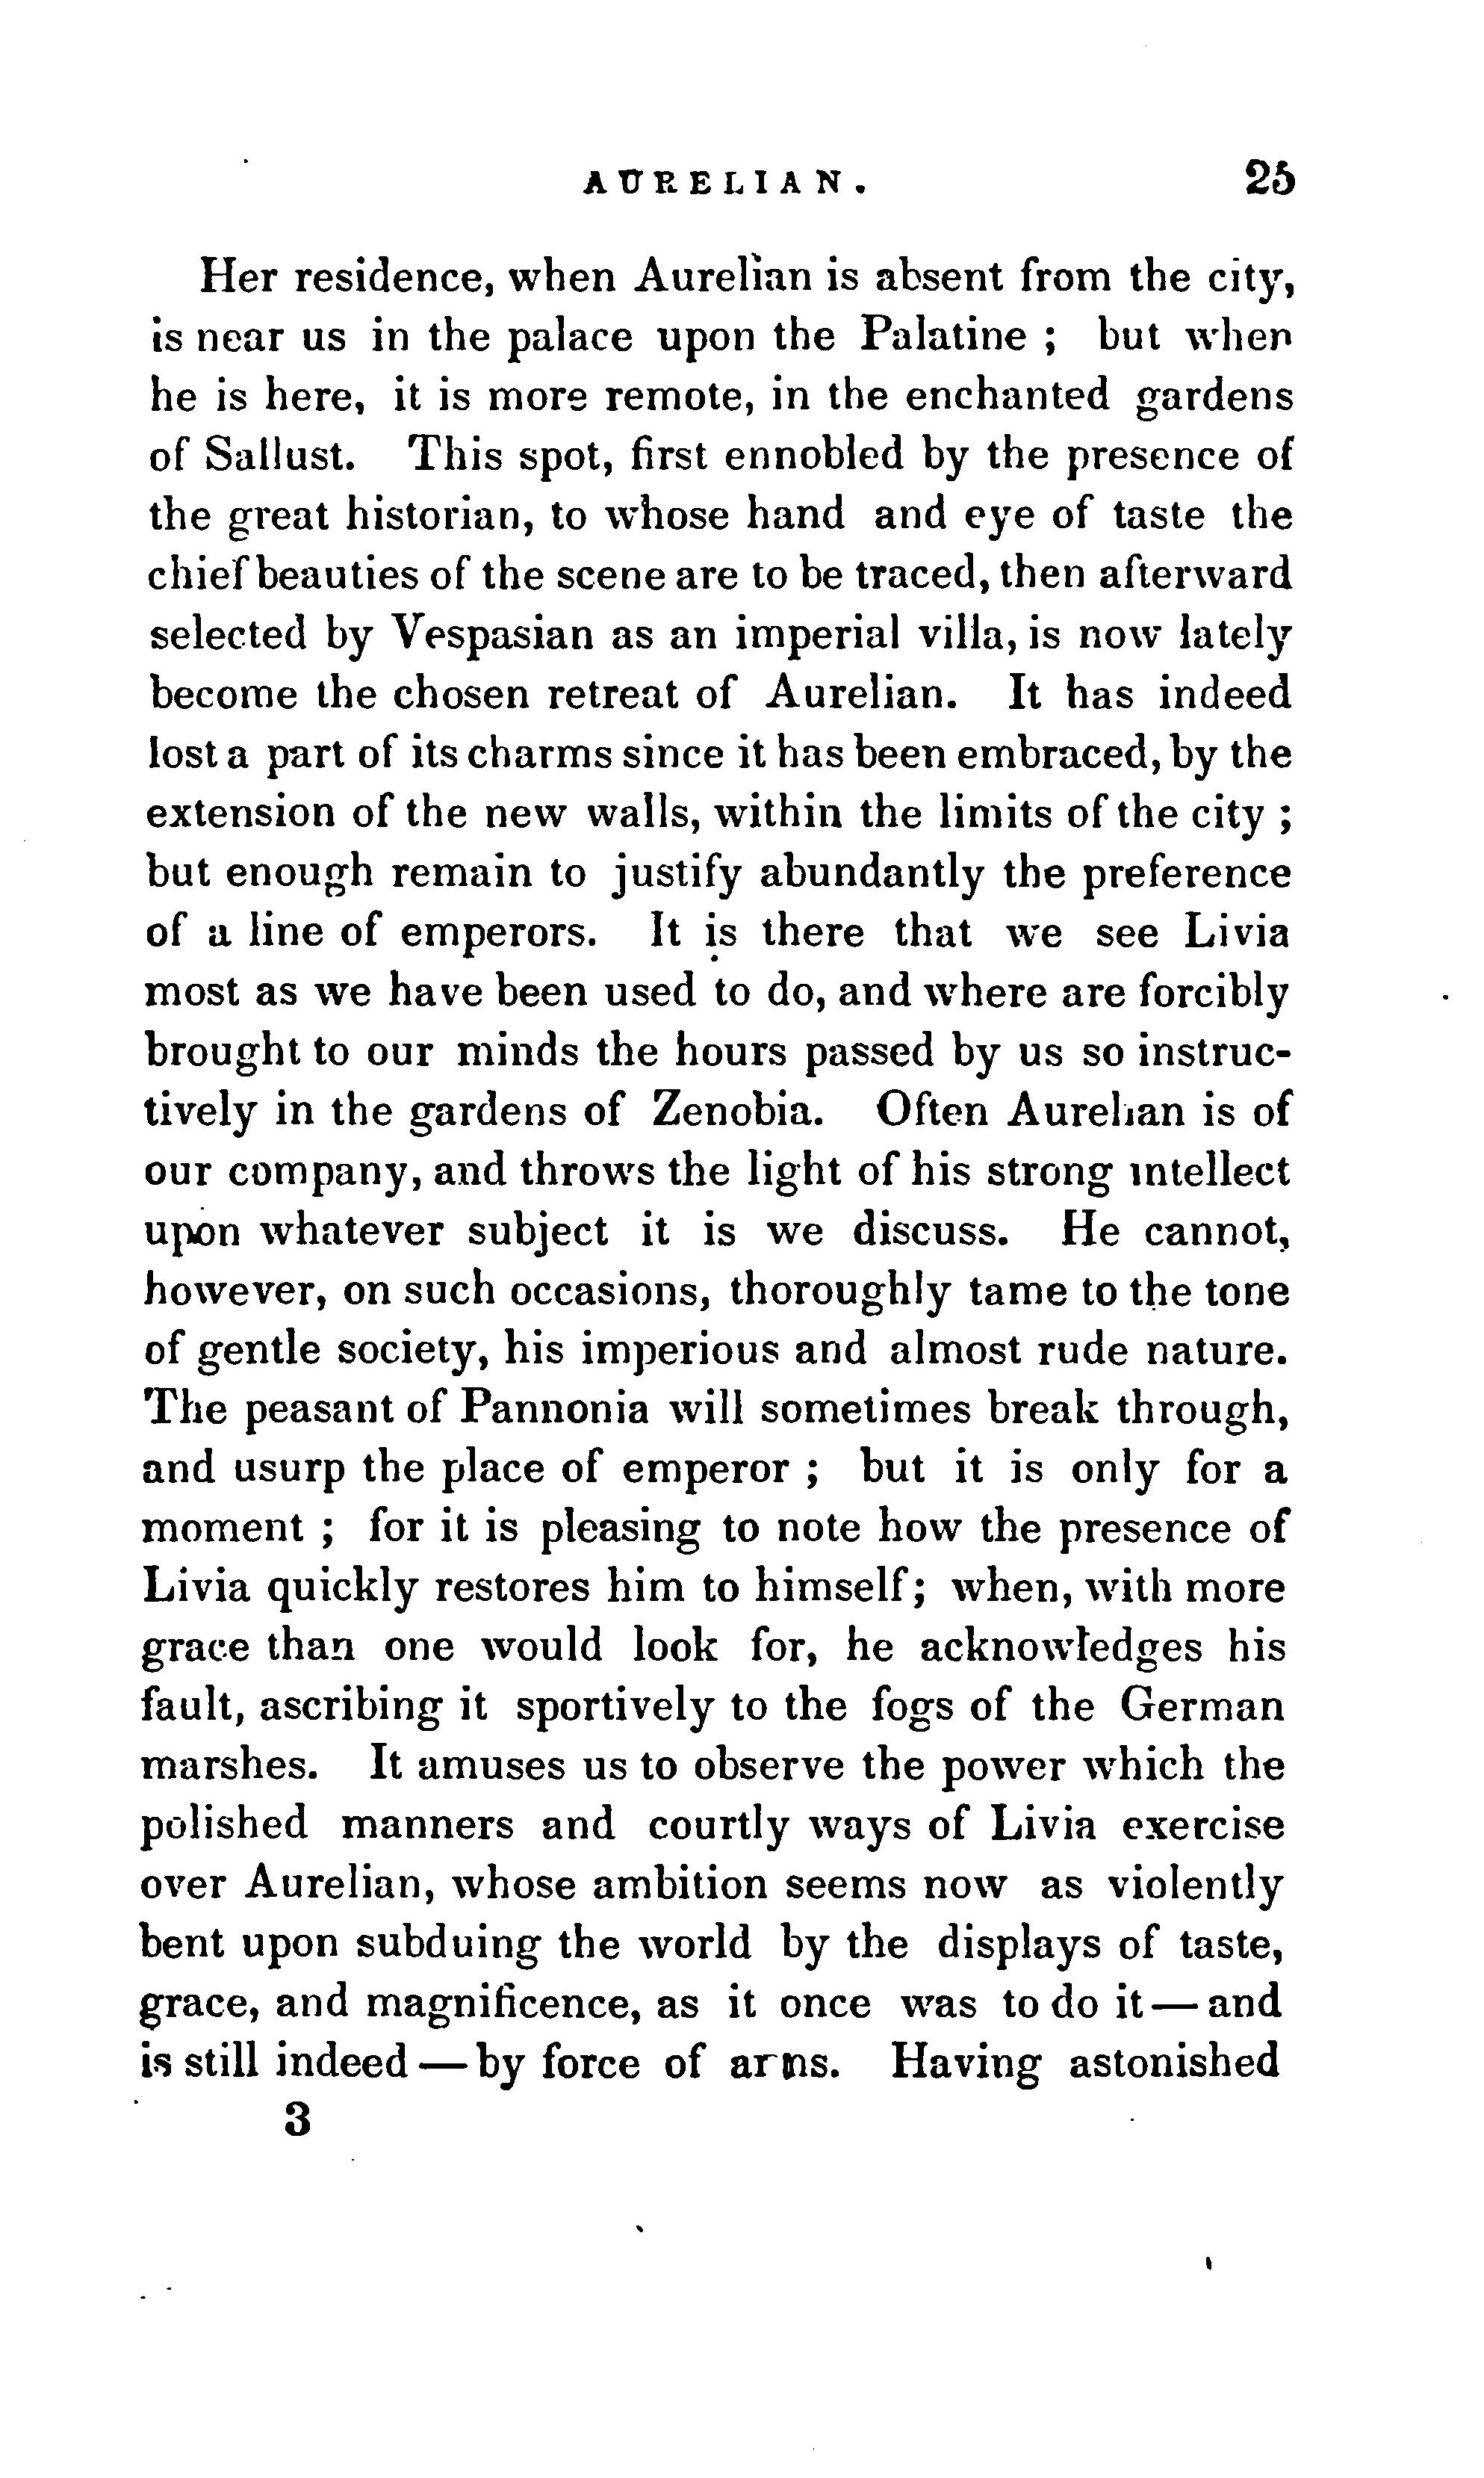 AURELIAN. 25
Her residence, when Aurelian is absent from the city,
is near us in the palace upon the Palatine ; but when
he is here, it is more remote, in the enchanted gardens
of Sallust. This spot, first ennobled by the presence of
the great historian, to whose hand and eye of taste the
chief beauties of the scene are to be traced, then afterward
selected by Vespasian as an imperial villa, is now lately
become the chosen retreat of Aurelian. It has indeed
lost a part of its charms since it has been embraced, by the
extension of the new walls, within the limits of the city ;
but enough remain to justify abundantly the preference
of a line of emperors. It is there that we see Livia
most as we have been used to do, and where are forcibly
brought to our minds the hours passed by us so instruc-
tively in the gardens of Zenobia. Often Aurelian is of
our company, and throws the light of his strong intellect
upon whatever subject it is we discuss. He cannot,
however, on such occasions, thoroughly tame to the tone
of gentle society, his imperious and almost rude nature.
The peasant of Pannonia will sometimes break through,
and usurp the place of emperor ; but it is only for a
moment ; for it is pleasing to note how the presence of
Livia quickly restores him to himself; when, with more
grace than one would look for, he acknowledges his
fault, ascribing it sportively to the fogs of the German
marshes. It amuses us to observe the power which the
polished manners and courtly ways of Livia exercise
over Aurelian, whose ambition seems now as violently
bent upon subduing the world by the displays of taste,
grace, and magnificence, as it once was to do it — and
is still indeed — by force of arms. Having astonished
3